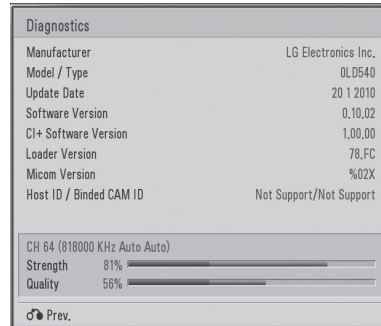 Diagnostics
Manufacturer LG Electronics Inc.
Model / Type 0LD540
Update Date 20 1 2010
Software Version 0.10.02
CI+ Software Version 1.00.00
Loader Version 78.FC
Micom Version %02X
Host ID / Binded CAM ID Not Support/Not Support
CH 64 (818000 KHz Auto Auto)
Strength 81%
Quality 56%
Prev.